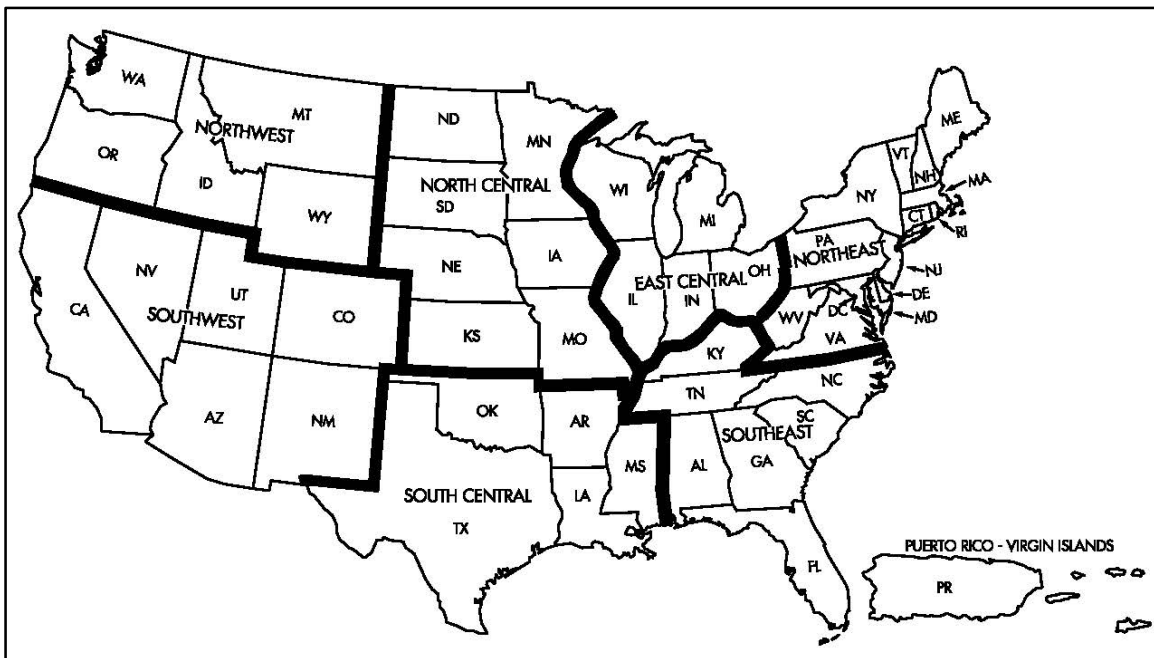 WA
MT
ND
MN
ME
NORTHWEST
OR
VT
NH
MA
ID
NORTH CENTRAL
WI
NY
SD
MI
CT
RI
WY
PA
NORTHEAST
NV
NE
IA
EAST CENTRAL
OH
NJ
UT
IL
IN
DE
CA
SOUTHWEST
CO
WV
DC
MD
KS
MO
KY
VA
TN
NC
AZ
NM
OK
AR
SC
SOUTHEAST
MS
AL
GA
SOUTH CENTRAL
LA
TX
PUERTO RICO - VIRGIN ISLANDS
FL
PR